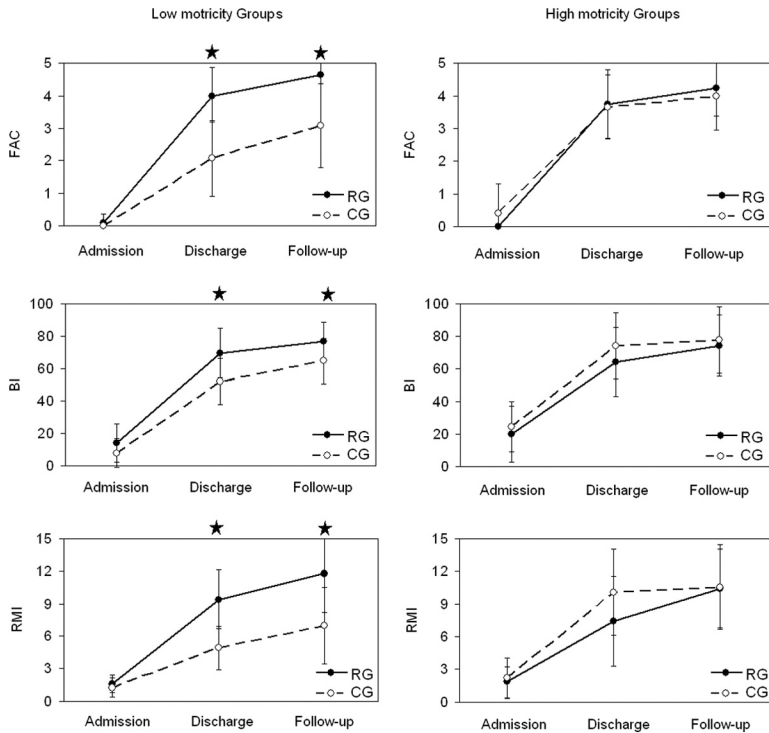 Low motricity Groups
High motricity Groups
★ ★
FAC
5
4
3
2
1
0
RG
CG
Admission Discharge Follow-up
FAC
5
4
3
2
1
0
RG
CG
Admission Discharge Follow-up
★ ★
BI
100
80
60
40
20
0
RG
CG
Admission Discharge Follow-up
BI
100
80
60
40
20
0
RG
CG
Admission Discharge Follow-up
★ ★
RMI
15
12
9
6
3
0
RG
CG
Admission Discharge Follow-up
RMI
15
12
9
6
3
0
RG
CG
Admission Discharge Follow-up